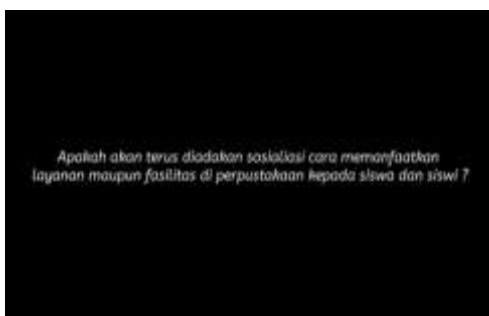 Apakah akan terus diadakan sosialiasi cara memanfaatkan
layanan maupun fasilitas di perpustakaan kepada siswa dan siswi ?